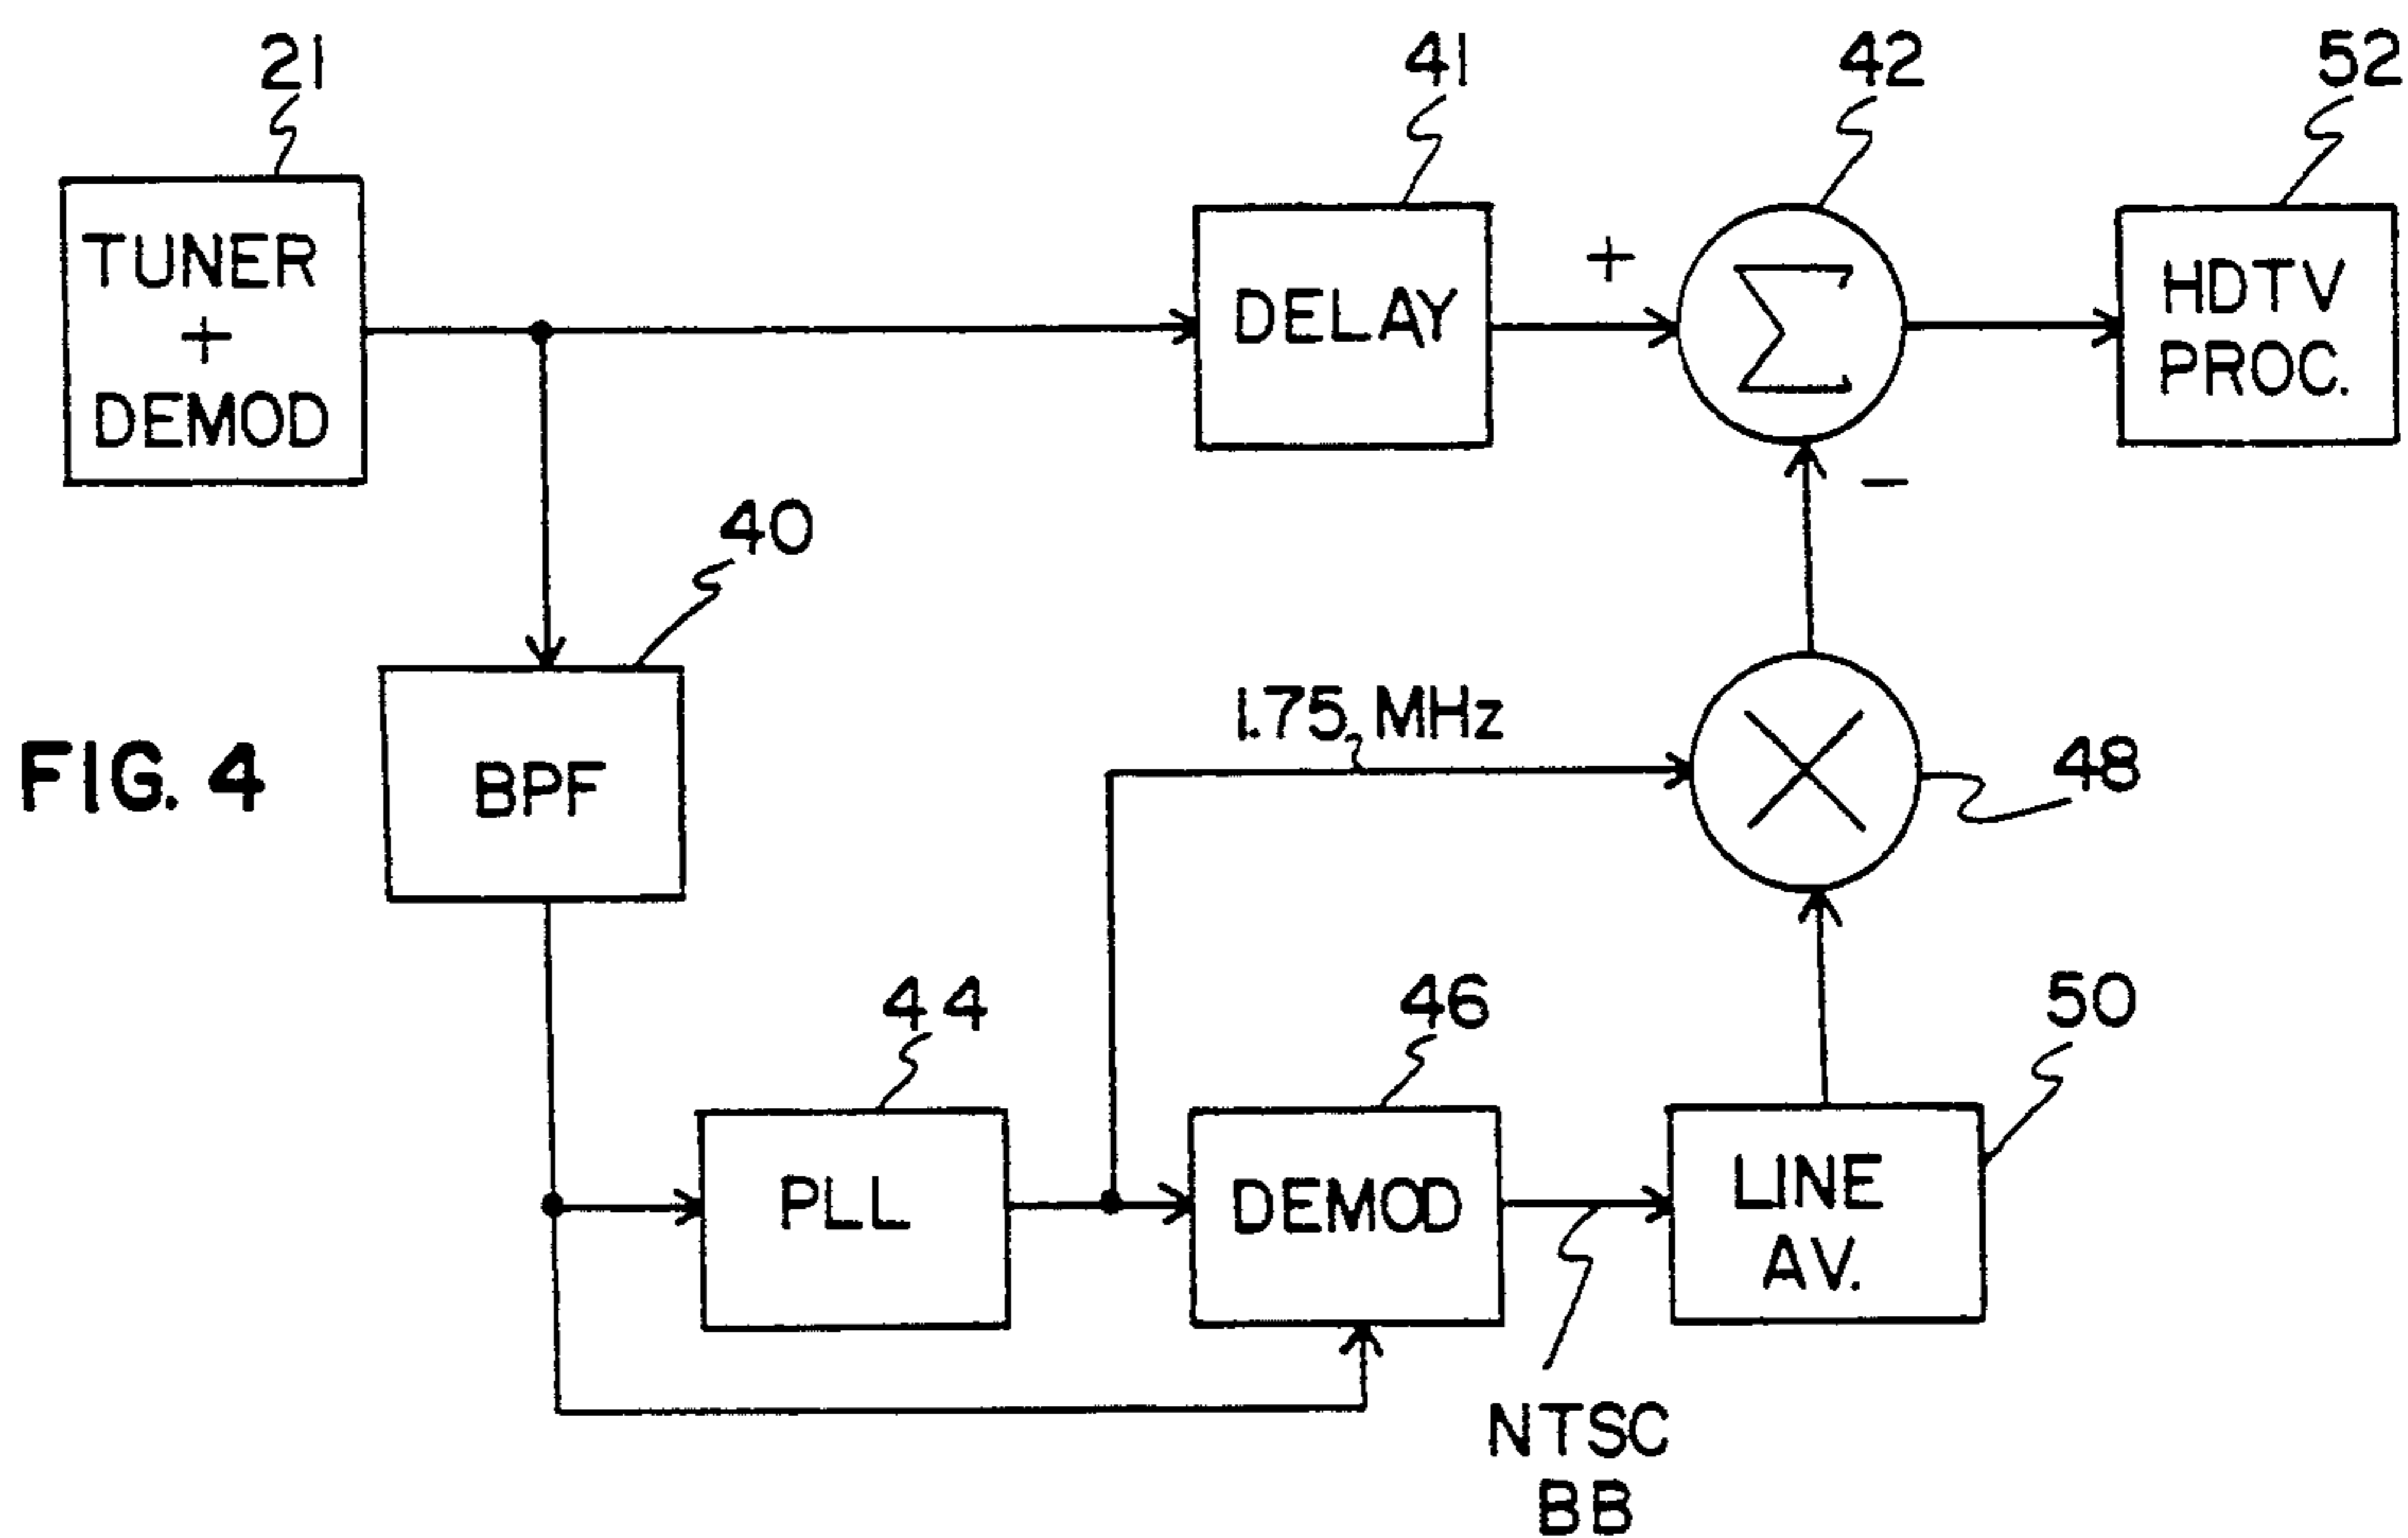 21
41
42
52
TUNER
+
DEMOD
DELAY
+
Σ
HDTV
PROC.
−
40
BPF
FIG. 4
1.75 MHz
48
44
46
50
PLL
DEMOD
LINE
AV.
NTSC
BB